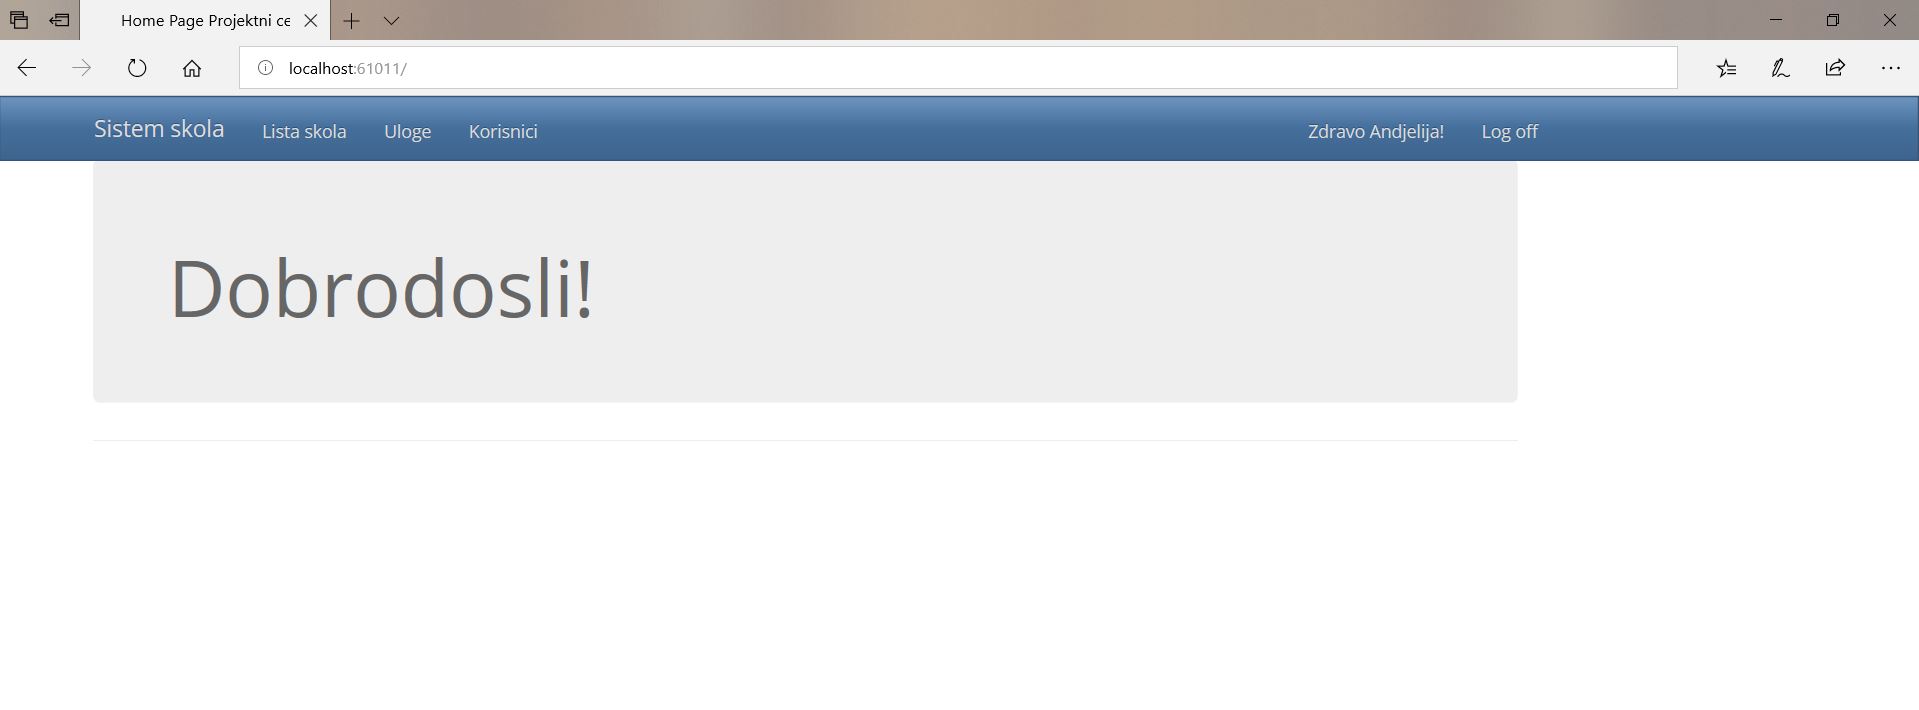 Home Page Projektni ce
localhost:61011/
Sistem skola Lista skola Uloge Korisnici Zdravo Andjelija! Log off
Dobrodosli!